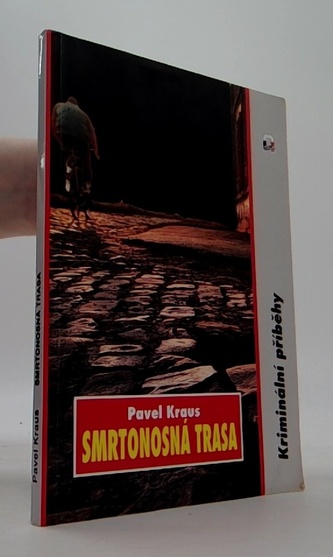 Pavel Kraus
SMRTONOSNÁ TRASA
Kriminální příběhy
Pavel Kraus SMRTONOSNÁ TRASA